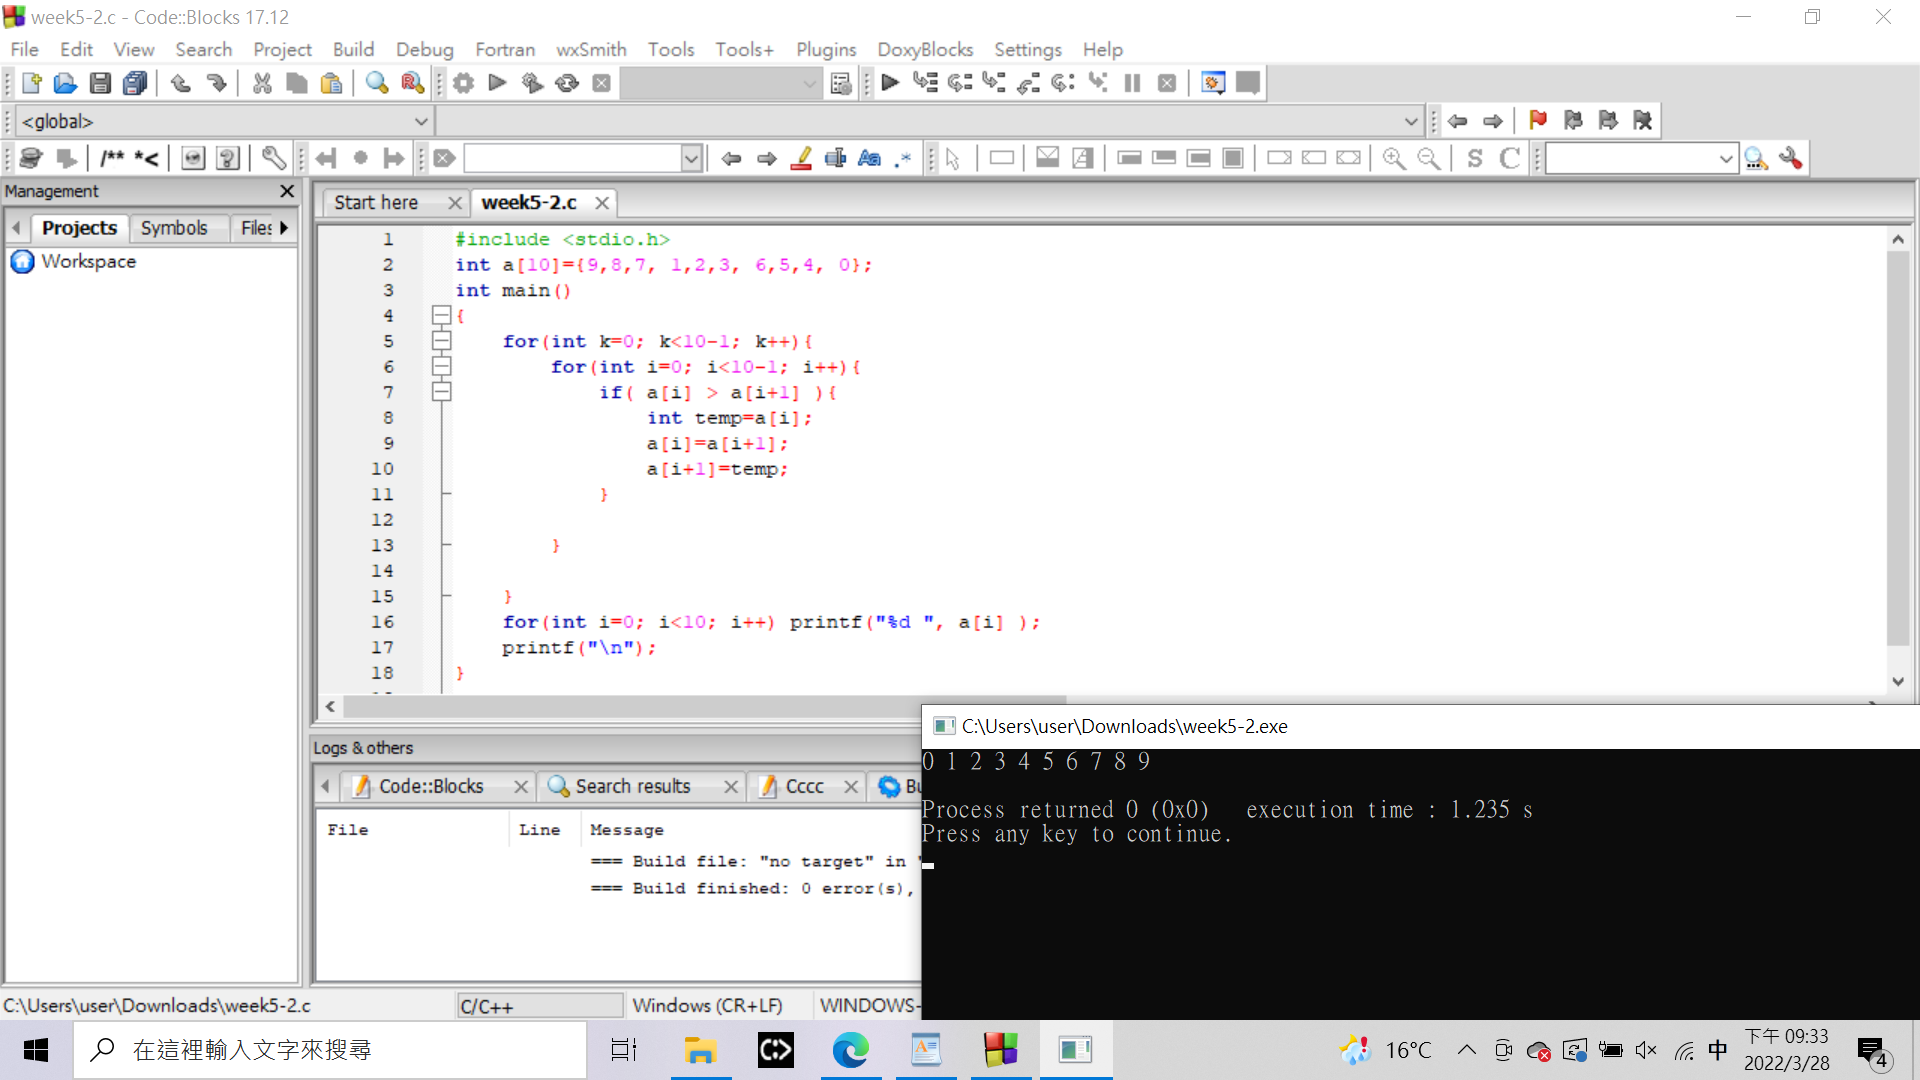 week5-2.c - Code::Blocks 17.12
File Edit View Search Project Build Debug Fortran wxSmith Tools Tools+ Plugins DoxyBlocks Settings Help
<global>
/** *<
S C
Management
Projects Symbols Files
Workspace
Start here week5-2.c
1 #include <stdio.h>
2 int a[10]={9,8,7, 1,2,3, 6,5,4, 0};
3 int main()
4 {
5 for(int k=0; k<10-1; k++){
6 for(int i=0; i<10-1; i++){
7 if( a[i] > a[i+1] ){
8 int temp=a[i];
9 a[i]=a[i+1];
10 a[i+1]=temp;
11 }
12
13 }
14
15 }
16 for(int i=0; i<10; i++) printf("%d ", a[i] );
17 printf("\n");
18 }
Logs & others
Code::Blocks Search results Cccc Bu
File Line Message
=== Build file: "no target" in "
=== Build finished: 0 error(s),
C:\Users\user\Downloads\week5-2.exe
0 1 2 3 4 5 6 7 8 9
Process returned 0 (0x0) execution time : 1.235 s
Press any key to continue.
C:\Users\user\Downloads\week5-2.c C/C++ Windows (CR+LF) WINDOWS-
在這裡輸入文字來搜尋
16°C 中 下午 09:33
2022/3/28
4